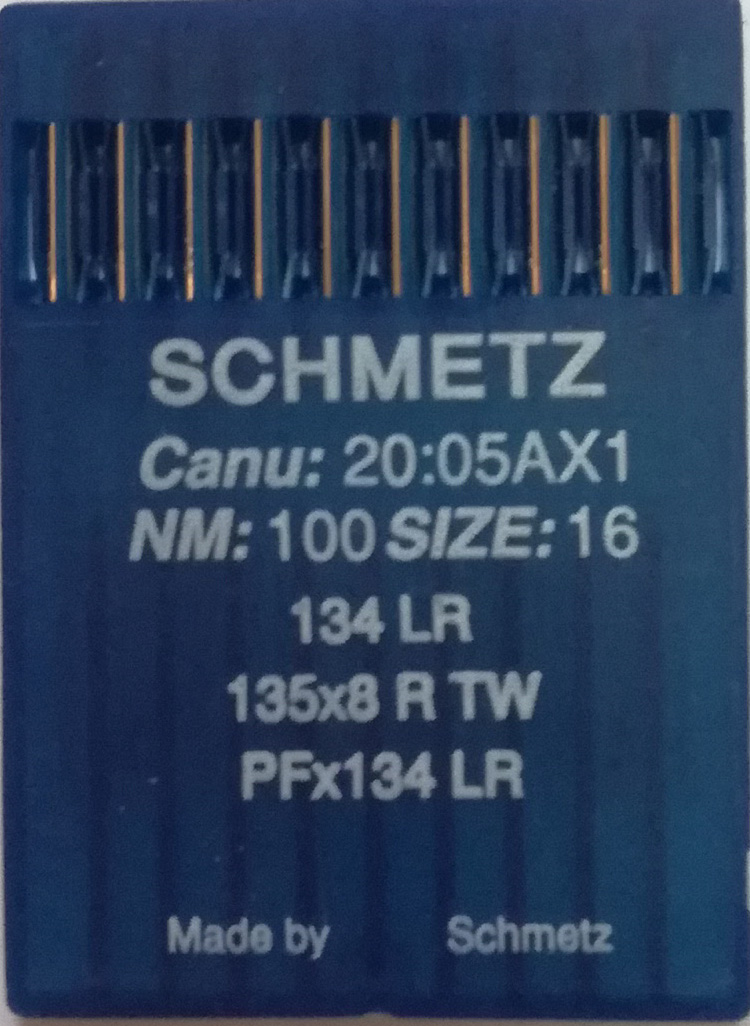 SCHMETZ
Canu: 20:05AX1
NM: 100 SIZE: 16
134 LR
135x8 R TW
PFx134 LR
Made by Schmetz